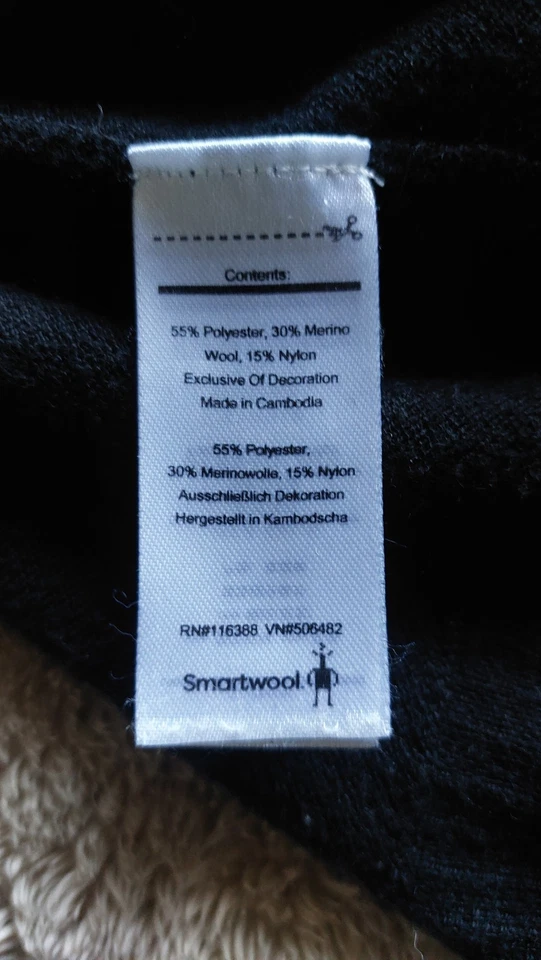 Contents:
55% Polyester, 30% Merino
Wool, 15% Nylon
Exclusive Of Decoration
Made in Cambodia
55% Polyester,
30% Merinowolle, 15% Nylon
Ausschließlich Dekoration
Hergestellt in Kambodscha
RN#116388 VN#506482
Smartwool.